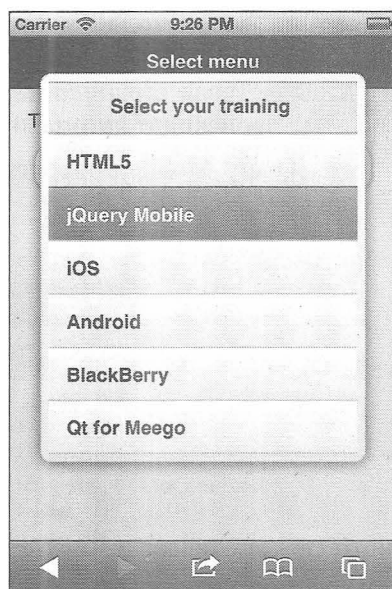 Carrier 9:26 PM
Select menu
T
Select your training
HTML5
jQuery Mobile
iOS
Android
BlackBerry
Qt for Meego